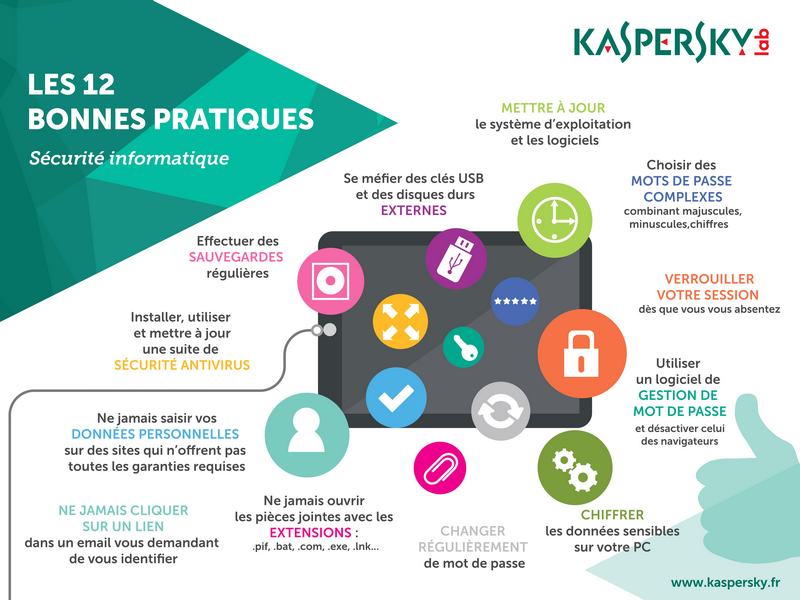 KASPERSKY lab
LES 12
BONNES PRATIQUES
Sécurité informatique
METTRE À JOUR
le système d'exploitation
et les logiciels
Se méfier des clés USB
et des disques durs
EXTERNES
Choisir des
MOTS DE PASSE
COMPLEXES
combinant majuscules,
minuscules,chiffres
Effectuer des
SAUVEGARDES
régulières
VERROUILLER
VOTRE SESSION
dès que vous vous absentez
Installer, utiliser
et mettre à jour
une suite de
SÉCURITÉ ANTIVIRUS
Utiliser
un logiciel de
GESTION DE
MOT DE PASSE
et désactiver celui
des navigateurs
Ne jamais saisir vos
DONNÉES PERSONNELLES
sur des sites qui n'offrent pas
toutes les garanties requises
NE JAMAIS CLIQUER
SUR UN LIEN
dans un email vous demandant
de vous identifier
Ne jamais ouvrir
les pièces jointes avec les
EXTENSIONS :
.pif, .bat, .com, .exe, .lnk...
CHANGER
RÉGULIÈREMENT
de mot de passe
CHIFFRER
les données sensibles
sur votre PC
www.kaspersky.fr